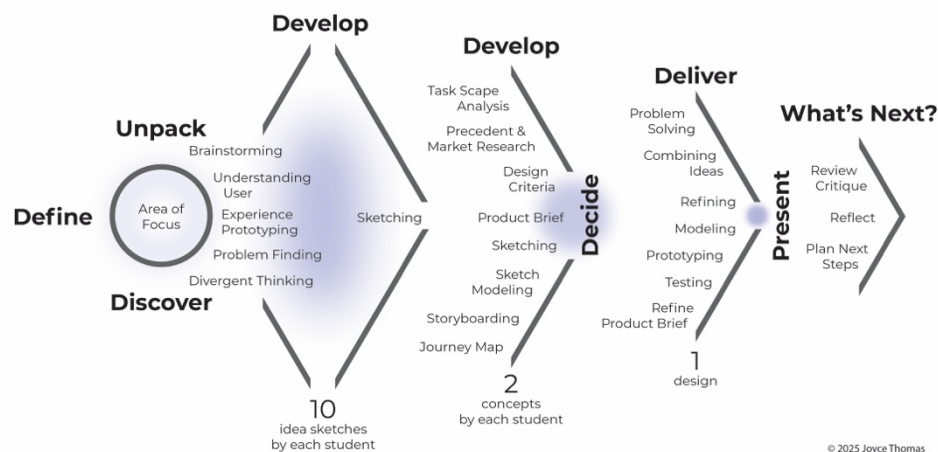 Define
Unpack
Area of
Focus
Discover
Brainstorming
Understanding
User
Experience
Prototyping
Problem Finding
Divergent Thinking
Develop
Sketching
10
idea sketches
by each student
Develop
Task Scape
Analysis
Precedent &
Market Research
Design
Criteria
Product Brief
Sketching
Sketch
Modeling
Storyboarding
Journey Map
Decide
2
concepts
by each student
Deliver
Problem
Solving
Combining
Ideas
Refining
Modeling
Prototyping
Testing
Refine
Product Brief
Present
1
design
What's Next?
Review
Critique
Reflect
Plan Next
Steps
© 2025 Joyce Thomas